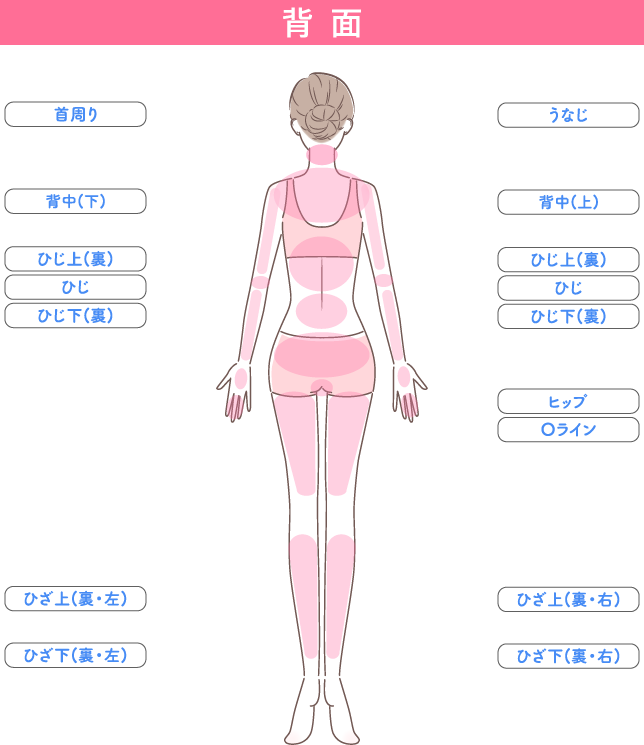 背面
首周り
うなじ
背中(下)
背中(上)
ひじ上(裏)
ひじ上(裏)
ひじ
ひじ
ひじ下(裏)
ひじ下(裏)
ヒップ
Oライン
ひざ上(裏・左)
ひざ上(裏・右)
ひざ下(裏・左)
ひざ下(裏・右)